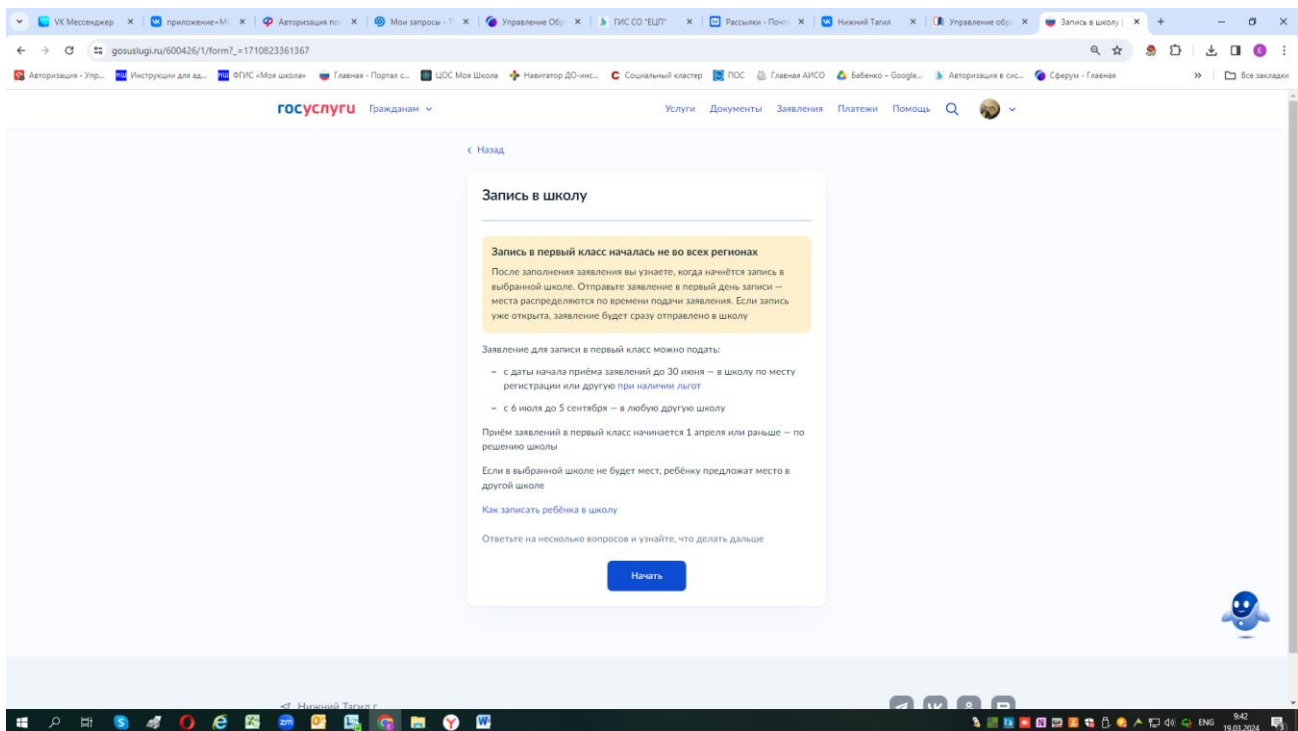 VK Мессенджер
приложение+М
Авторизация по
Мои запросы - Т
Управление Обр
ГИС СО "ЕЦП"
Рассылки - Почт
Нижний Тагил
Управление обр
Запись в школу |
gosuslugi.ru/600426/1/form?_=1710823361367
Авторизация - Упр...
Инструкции для ад...
ФГИС «Моя школа»
Главная - Портал с...
ЦОС Моя Школа
Навигатор ДО-инс...
Социальный кластер
ПОС
Главная АИСО
Бабенко – Google...
Авторизация в сис...
Сферум - Главная
Все закладки
госуслуги Гражданам
Услуги Документы Заявления Платежи Помощь
Назад
Запись в школу
Запись в первый класс началась не во всех регионах
После заполнения заявления вы узнаете, когда начнётся запись в
выбранной школе. Отправьте заявление в первый день записи —
места распределяются по времени подачи заявления. Если запись
уже открыта, заявление будет сразу отправлено в школу
Заявление для записи в первый класс можно подать:
– с даты начала приёма заявлений до 30 июня — в школу по месту
регистрации или другую при наличии льгот
– с 6 июля до 5 сентября — в любую другую школу
Приём заявлений в первый класс начинается 1 апреля или раньше — по
решению школы
Если в выбранной школе не будет мест, ребёнку предложат место в
другой школе
Как записать ребёнка в школу
Ответьте на несколько вопросов и узнайте, что делать дальше
Начать
Нижний Тагил г
ENG
9:42
19.03.2024